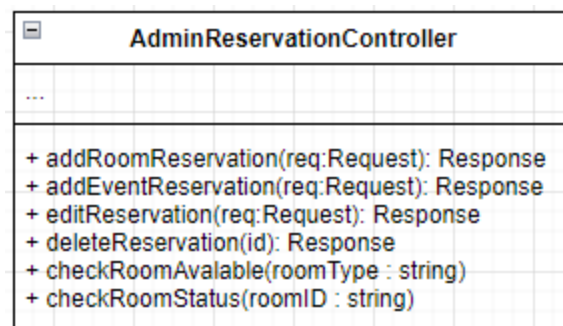 AdminReservationController
...
+ addRoomReservation(req:Request): Response
+ addEventReservation(req:Request): Response
+ editReservation(req:Request): Response
+ deleteReservation(id): Response
+ checkRoomAvalable(roomType : string)
+ checkRoomStatus(roomID : string)